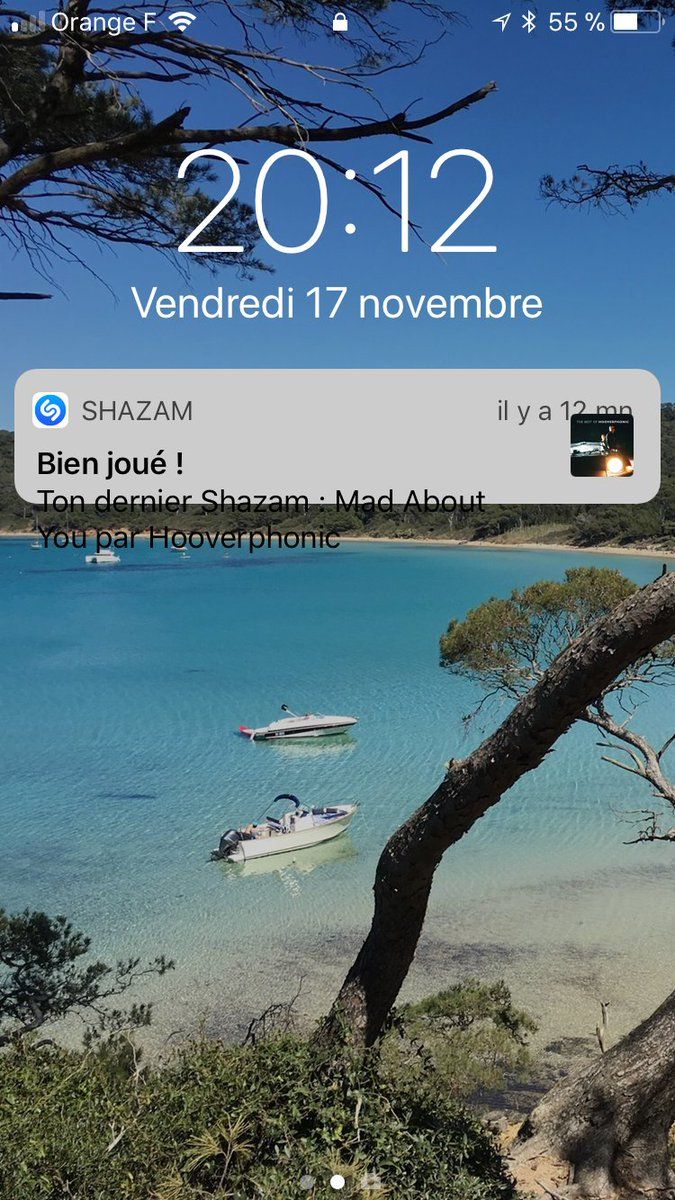 Orange F 55 %
20:12
Vendredi 17 novembre
SHAZAM il y a 12 mn
THE BEST OF HOOVERPHONIC
Bien joué !
Ton dernier Shazam : Mad About
You par Hooverphonic